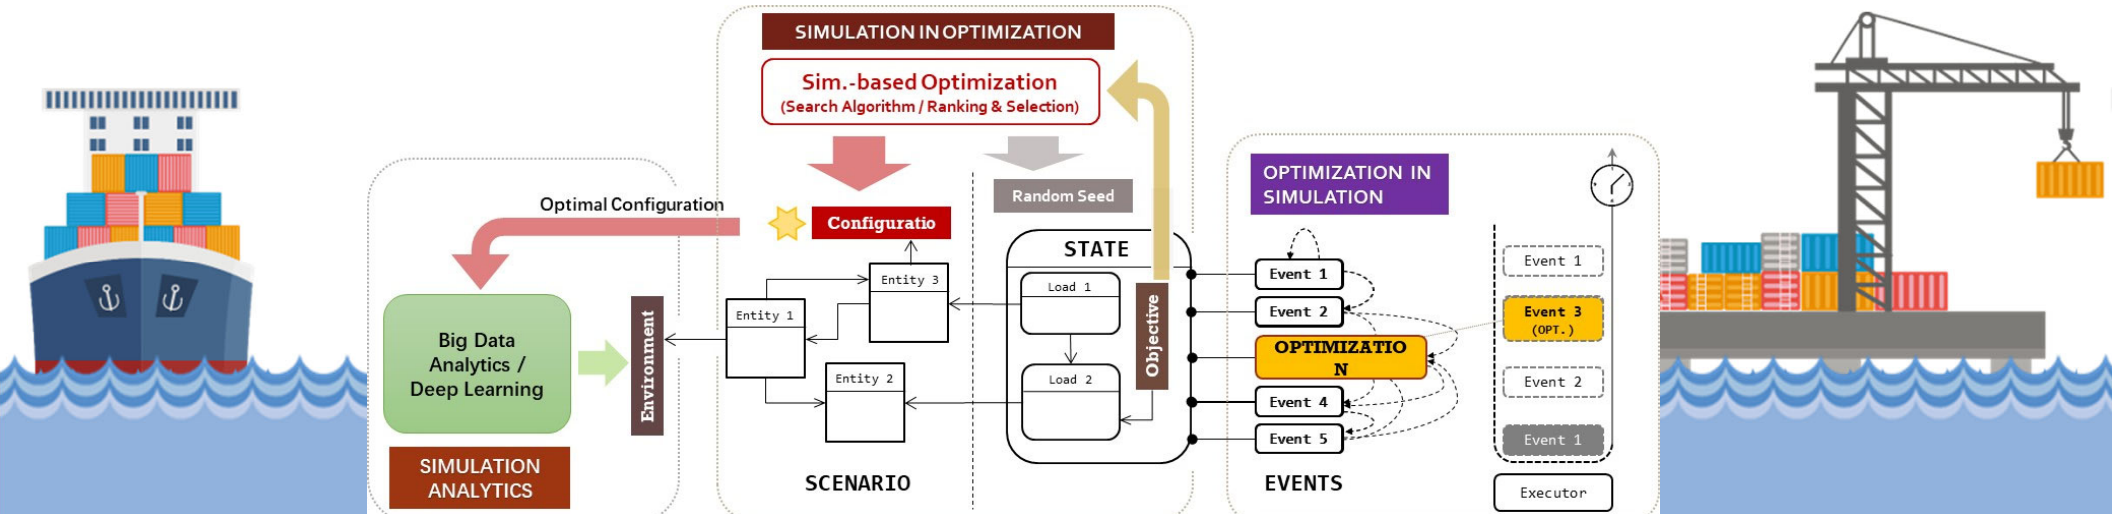 SIMULATION IN OPTIMIZATION
Sim.-based Optimization
(Search Algorithm / Ranking & Selection)
Optimal Configuration
Configuratio
Random Seed
Big Data
Analytics /
Deep Learning
SIMULATION
ANALYTICS
Environment
Entity 1
Entity 3
Entity 2
SCENARIO
STATE
Load 1
Load 2
Objective
OPTIMIZATION IN
SIMULATION
Event 1
Event 2
OPTIMIZATIO
N
Event 4
Event 5
EVENTS
Event 1
Event 3
(OPT.)
Event 2
Event 1
Executor